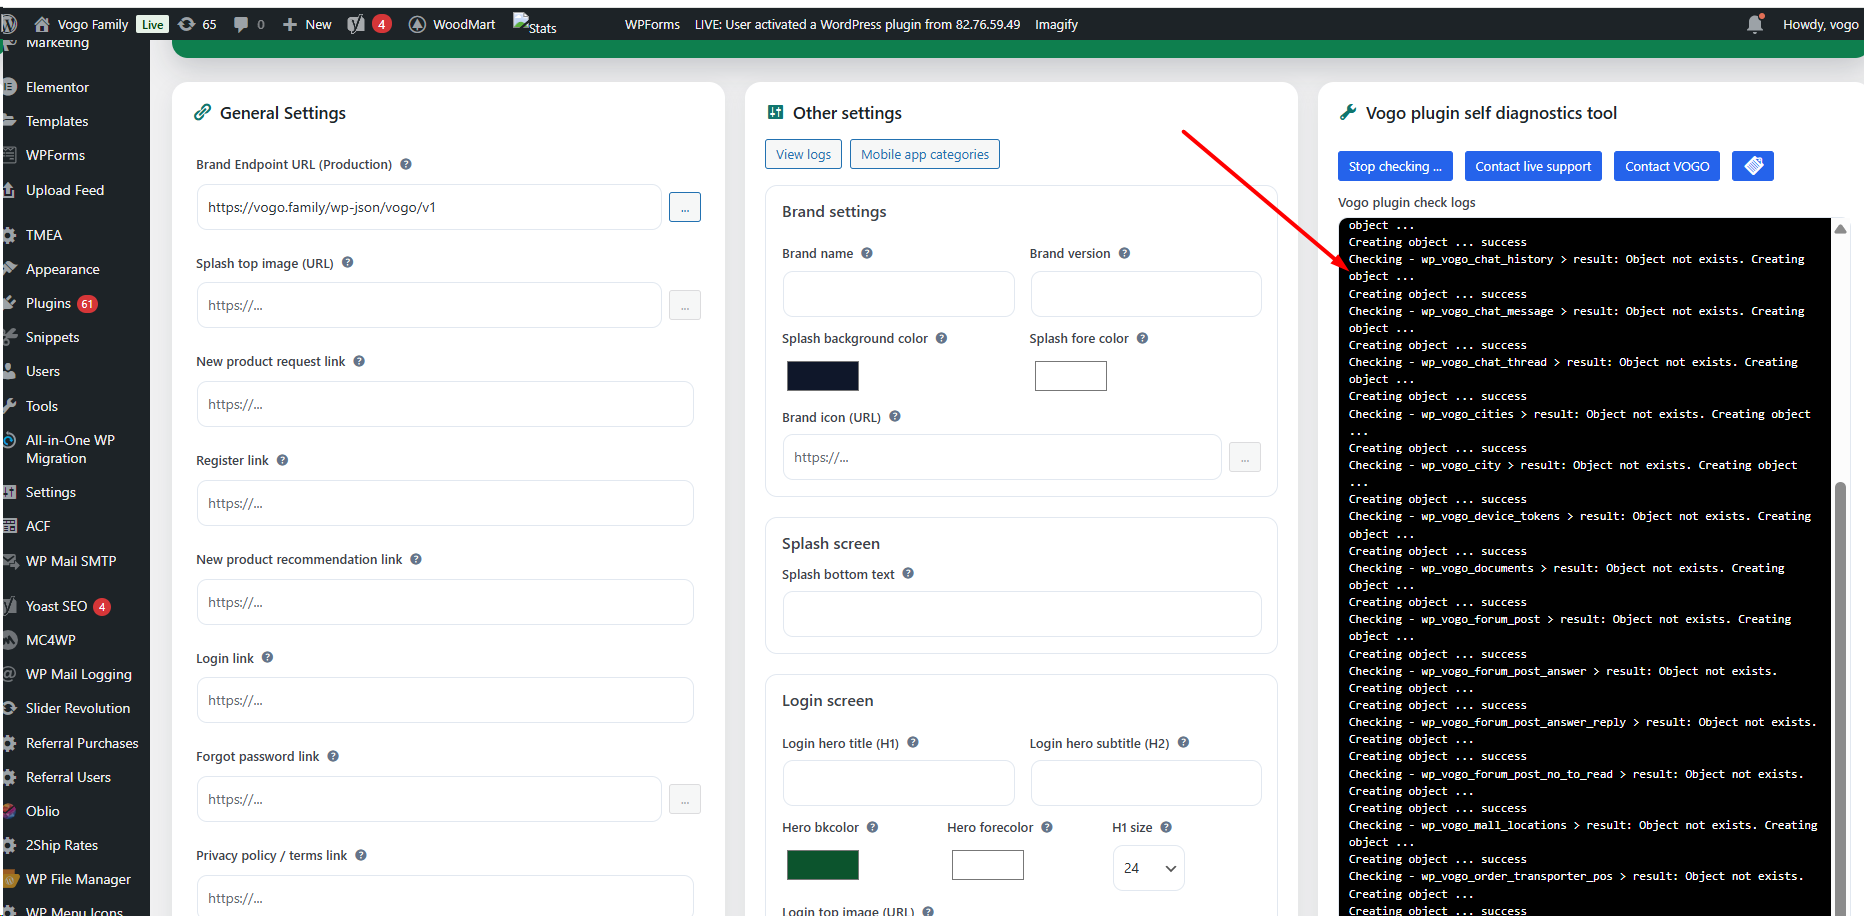 Vogo Family Live 65 0 New 4 WoodMart Stats WPForms LIVE: User activated a WordPress plugin from 82.76.59.49 Imagify Howdy, vogo
Marketing
Elementor
Templates
WPForms
Upload Feed
TMEA
Appearance
Plugins 61
Snippets
Users
Tools
All-in-One WP
Migration
Settings
ACF
WP Mail SMTP
Yoast SEO 4
MC4WP
WP Mail Logging
Slider Revolution
Referral Purchases
Referral Users
Oblio
2Ship Rates
WP File Manager
WP Menu Icons
General Settings
Brand Endpoint URL (Production)
https://vogo.family/wp-json/vogo/v1
...
Splash top image (URL)
https://...
...
New product request link
https://...
Register link
https://...
New product recommendation link
https://...
Login link
https://...
Forgot password link
https://...
...
Privacy policy / terms link
https://...
Other settings
View logs Mobile app categories
Brand settings
Brand name Brand version
Splash background color Splash fore color
Brand icon (URL)
https://...
...
Splash screen
Splash bottom text
Login screen
Login hero title (H1) Login hero subtitle (H2)
Hero bkcolor Hero forecolor H1 size
24
Login top image (URL)
Vogo plugin self diagnostics tool
Stop checking ... Contact live support Contact VOGO
Vogo plugin check logs
object ...
Creating object ... success
Checking - wp_vogo_chat_history > result: Object not exists. Creating
object ...
Creating object ... success
Checking - wp_vogo_chat_message > result: Object not exists. Creating
object ...
Creating object ... success
Checking - wp_vogo_chat_thread > result: Object not exists. Creating
object ...
Creating object ... success
Checking - wp_vogo_cities > result: Object not exists. Creating object
...
Creating object ... success
Checking - wp_vogo_city > result: Object not exists. Creating object
...
Creating object ... success
Checking - wp_vogo_device_tokens > result: Object not exists. Creating
object ...
Creating object ... success
Checking - wp_vogo_documents > result: Object not exists. Creating
object ...
Creating object ... success
Checking - wp_vogo_forum_post > result: Object not exists. Creating
object ...
Creating object ... success
Checking - wp_vogo_forum_post_answer > result: Object not exists.
Creating object ...
Creating object ... success
Checking - wp_vogo_forum_post_answer_reply > result: Object not exists.
Creating object ...
Creating object ... success
Checking - wp_vogo_forum_post_no_to_read > result: Object not exists.
Creating object ...
Creating object ... success
Checking - wp_vogo_mall_locations > result: Object not exists. Creating
object ...
Creating object ... success
Checking - wp_vogo_order_transporter_pos > result: Object not exists.
Creating object ...
Creating object ... success